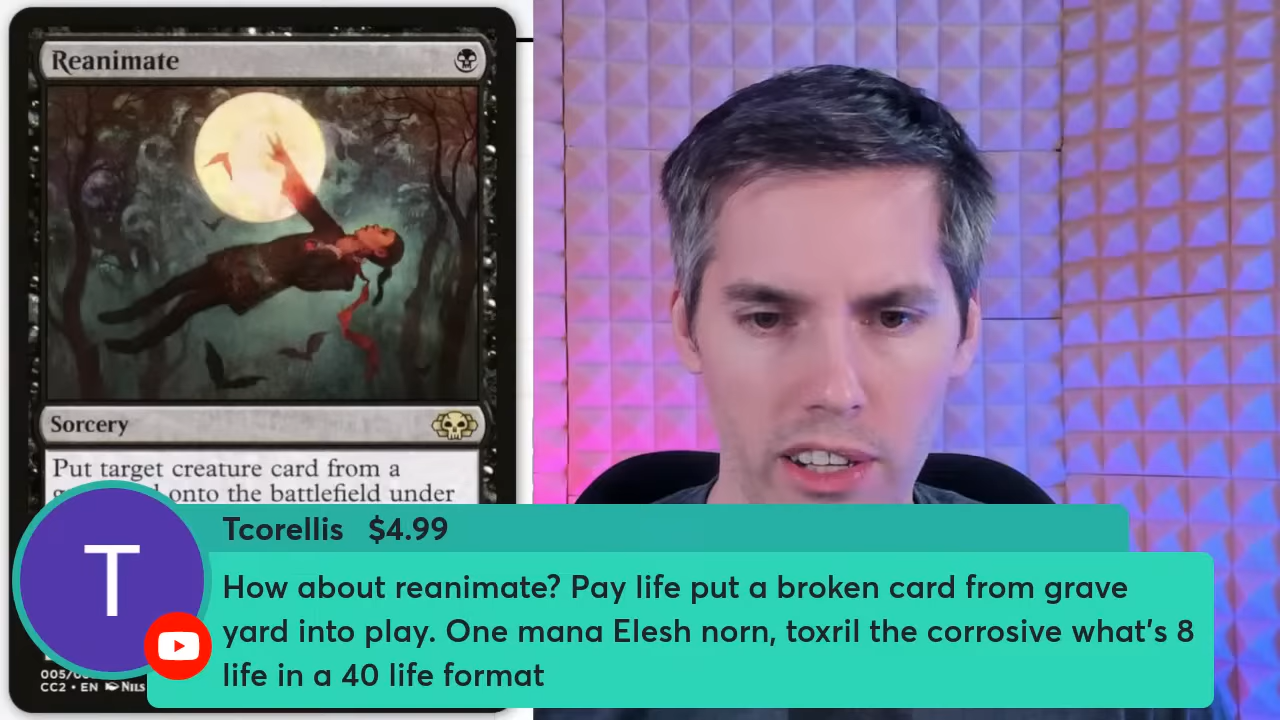 Reanimate
Sorcery
Put target creature card from a
onto the battlefield under
T
Tcorellis $4.99
How about reanimate? Pay life put a broken card from grave
yard into play. One mana Elesh norn, toxril the corrosive what's 8
life in a 40 life format
CC2 • EN NILS